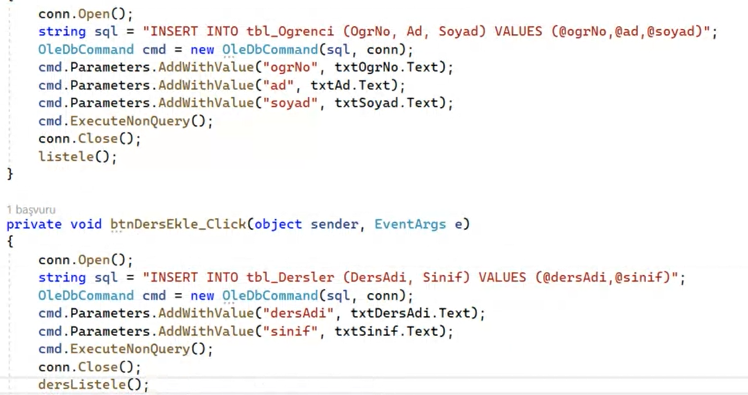 conn.Open();
string sql = "INSERT INTO tbl_Ogrenci (OgrNo, Ad, Soyad) VALUES (@ogrNo,@ad,@soyad)";
OleDbCommand cmd = new OleDbCommand(sql, conn);
cmd.Parameters.AddWithValue("ogrNo", txtOgrNo.Text);
cmd.Parameters.AddWithValue("ad", txtAd.Text);
cmd.Parameters.AddWithValue("soyad", txtSoyad.Text);
cmd.ExecuteNonQuery();
conn.Close();
listele();
}
1 başvuru
private void btnDersEkle_Click(object sender, EventArgs e)
{
conn.Open();
string sql = "INSERT INTO tbl_Dersler (DersAdi, Sinif) VALUES (@dersAdi,@sinif)";
OleDbCommand cmd = new OleDbCommand(sql, conn);
cmd.Parameters.AddWithValue("dersAdi", txtDersAdi.Text);
cmd.Parameters.AddWithValue("sinif", txtSinif.Text);
cmd.ExecuteNonQuery();
conn.Close();
dersListele();